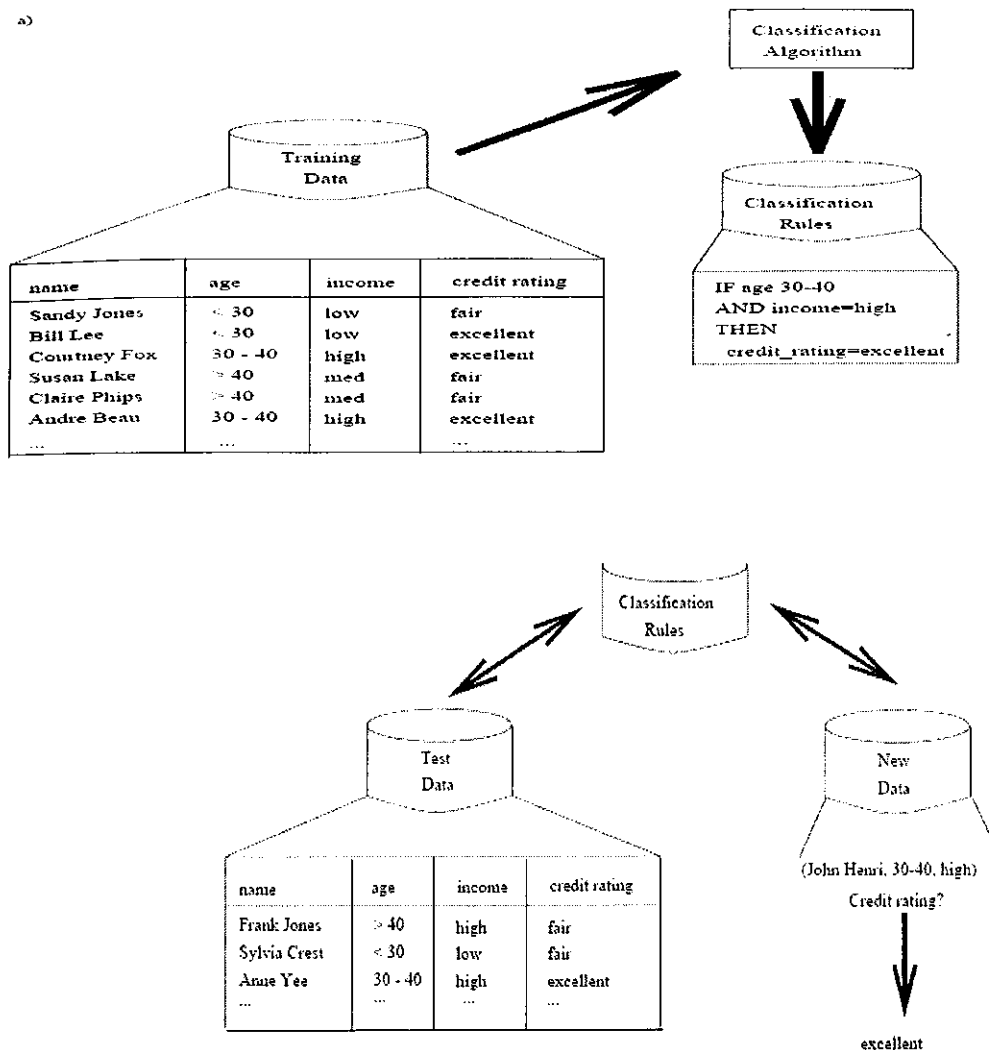 a)
Classification
Algorithm
Training
Data
Classification
Rules
name age income credit rating
Sandy Jones < 30 low fair
Bill Lee < 30 low excellent
Courtney Fox 30 - 40 high excellent
Susan Lake > 40 med fair
Claire Phips > 40 med fair
Andre Beau 30 - 40 high excellent
... ... ...
IF age 30-40
AND income=high
THEN
credit_rating=excellent
Classification
Rules
Test
Data
New
Data
name age income credit rating
Frank Jones > 40 high fair
Sylvia Crest < 30 low fair
Anne Yee 30 - 40 high excellent
... ... ... ...
(John Henri, 30-40, high)
Credit rating?
excellent